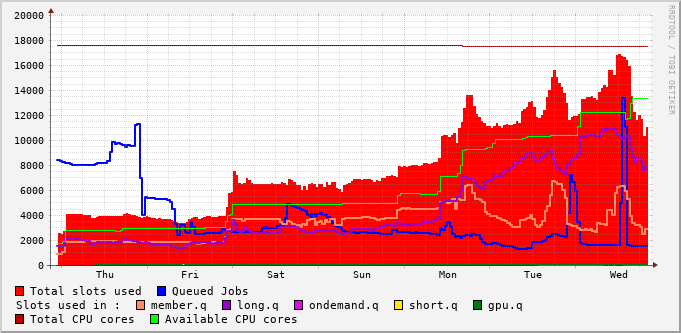 20000
18000
16000
14000
12000
10000
8000
6000
4000
2000
0
Thu Fri Sat Sun Mon Tue Wed
RRDTOOL / TOBI OETIKER
Total slots used Queued Jobs
Slots used in : member.q long.q ondemand.q short.q gpu.q
Total CPU cores Available CPU cores